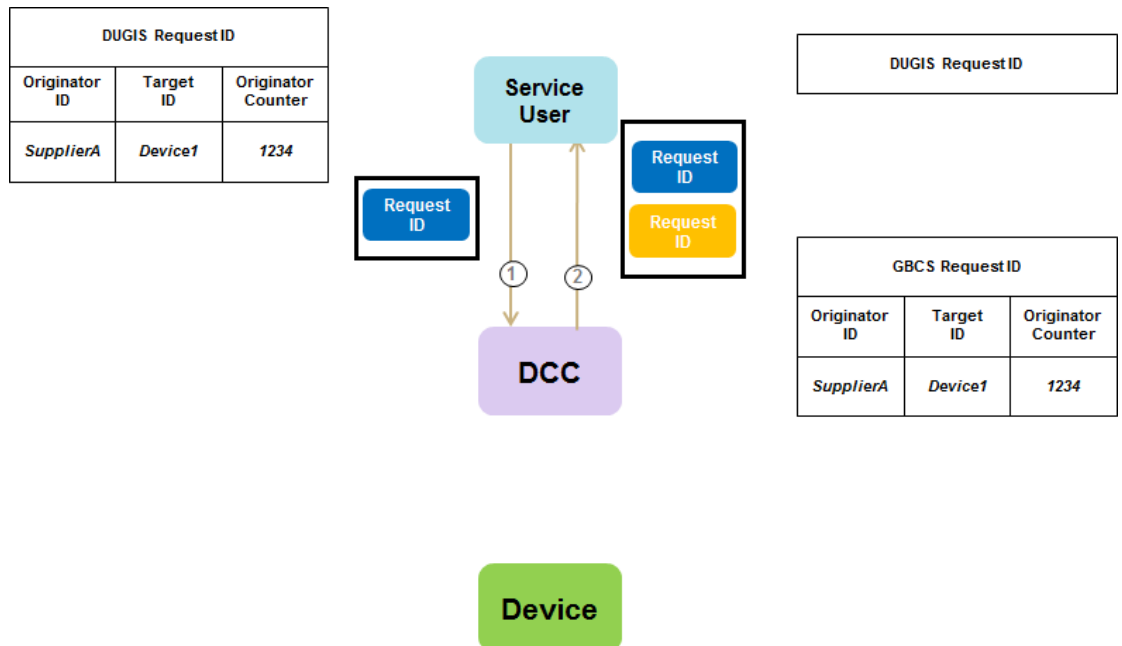 DUGIS Request ID
Originator ID
Target ID
Originator Counter
SupplierA
Device1
1234
Service
User
Request
ID
1
2
Request
ID
Request
ID
DCC
Device
DUGIS Request ID
GBCS Request ID
Originator ID
Target ID
Originator Counter
SupplierA
Device1
1234